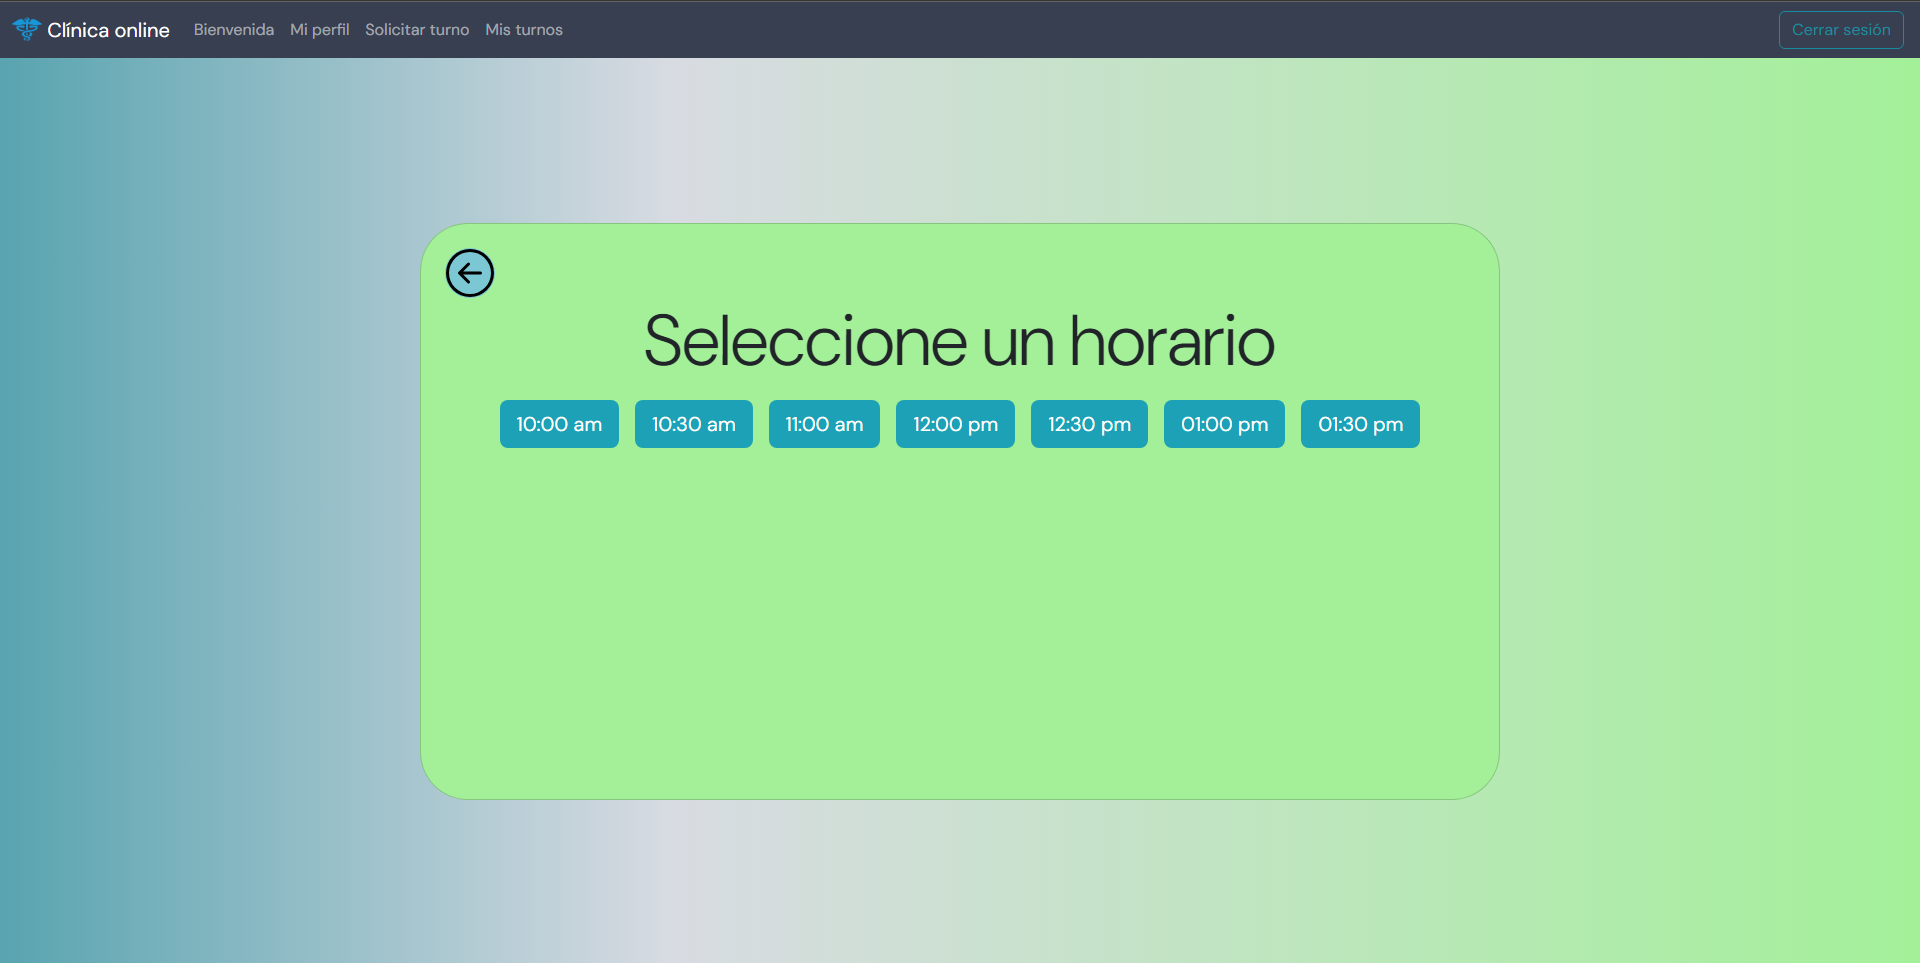 Clínica online Bienvenida Mi perfil Solicitar turno Mis turnos Cerrar sesión
Seleccione un horario
10:00 am 10:30 am 11:00 am 12:00 pm 12:30 pm 01:00 pm 01:30 pm